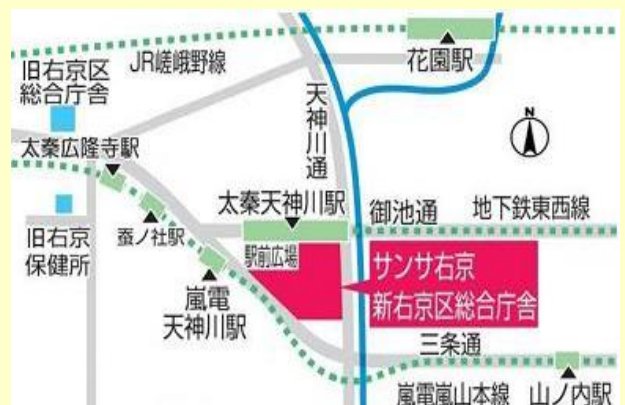 JR嵯峨野線
花園駅
旧右京区
総合庁舎
天神川通
N
太秦広隆寺駅
太秦天神川駅
御池通
地下鉄東西線
蚕ノ社駅
旧右京
保健所
駅前広場
サンサ右京
新右京区総合庁舎
嵐電
天神川駅
三条通
嵐電嵐山本線
山ノ内駅